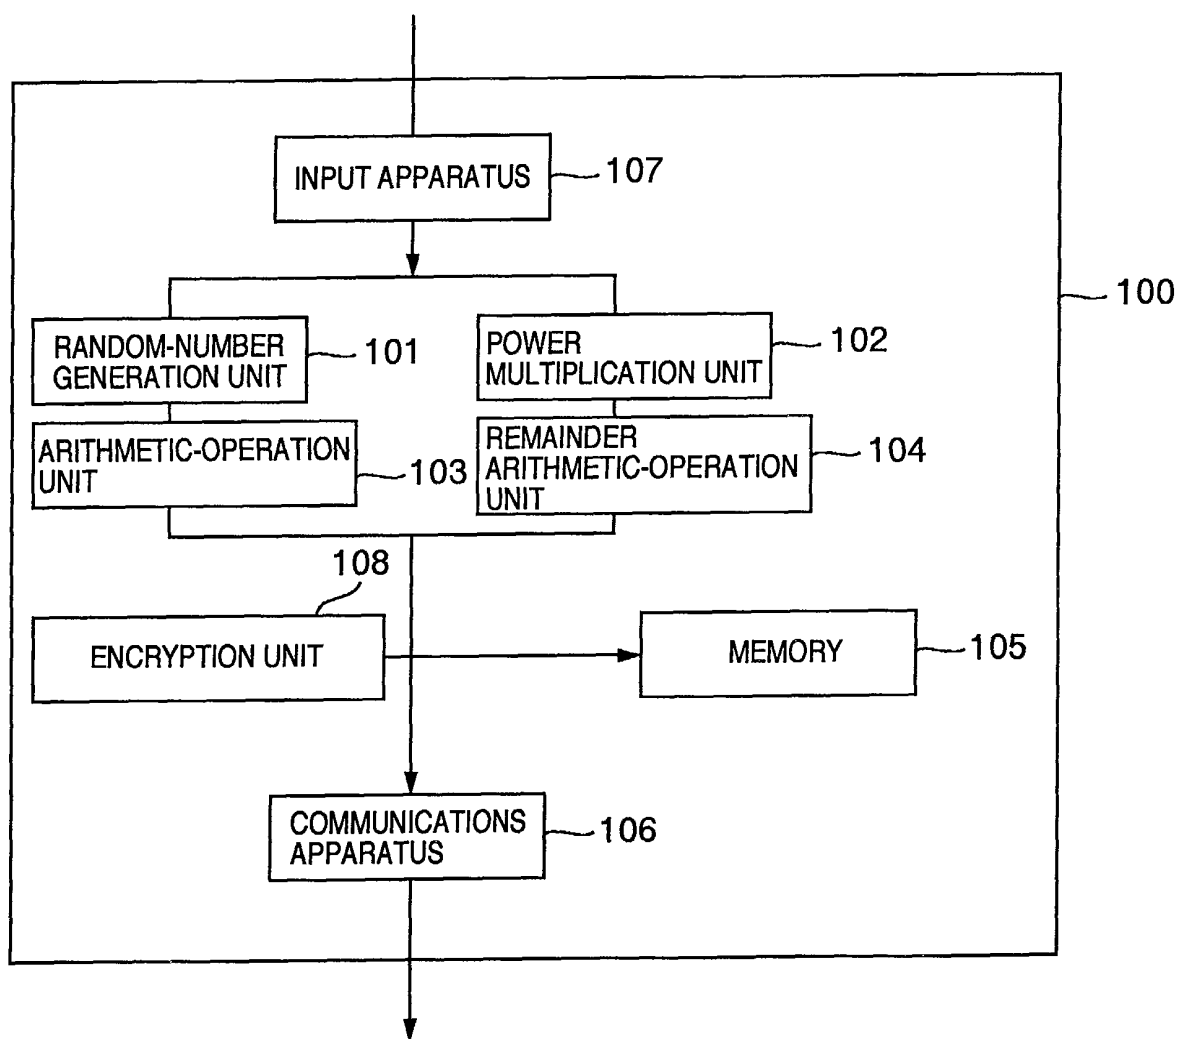 INPUT APPARATUS
107
100
RANDOM-NUMBER
GENERATION UNIT
101
POWER
MULTIPLICATION UNIT
102
ARITHMETIC-OPERATION
UNIT
103
REMAINDER
ARITHMETIC-OPERATION
UNIT
104
108
ENCRYPTION UNIT
MEMORY
105
COMMUNICATIONS
APPARATUS
106